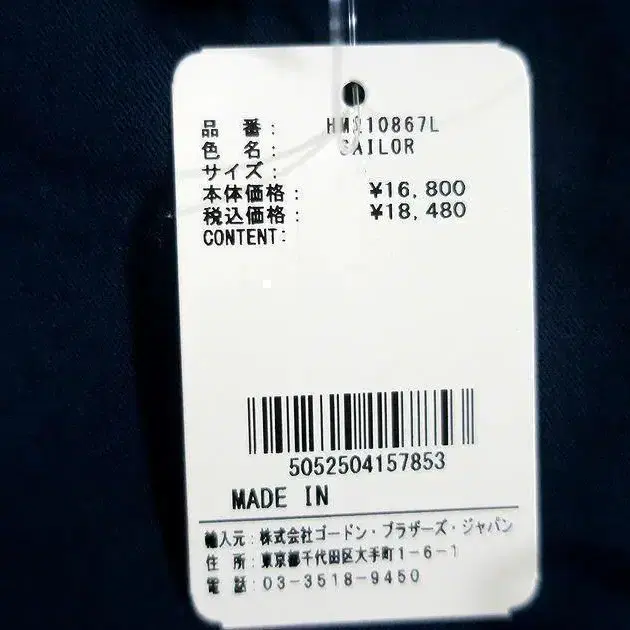 品 番: HM210867L
色 名: SAILOR
サイズ:
本体価格: ¥16,800
税込価格: ¥18,480
CONTENT:
5052504157853
MADE IN
輸入元:株式会社ゴードン・ブラザーズ・ジャパン
住 所:東京都千代田区大手町1-6-1
電 話:03-3518-9450